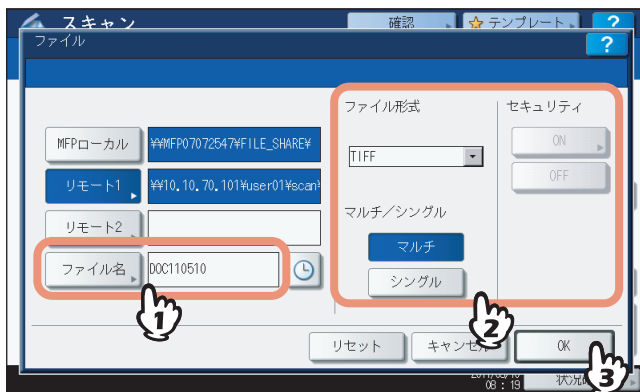 スキャン
確認
テンプレート
?
ファイル
?
ファイル形式
セキュリティ
MFPローカル
¥¥MFP07072547¥FILE_SHARE¥
TIFF
ON
リモート1
¥¥10.10.70.101¥user01¥scan¥
OFF
リモート2
マルチ/シングル
マルチ
ファイル名
DOC110510
シングル
1
2
リセット
キャンセル
OK
3
08:19